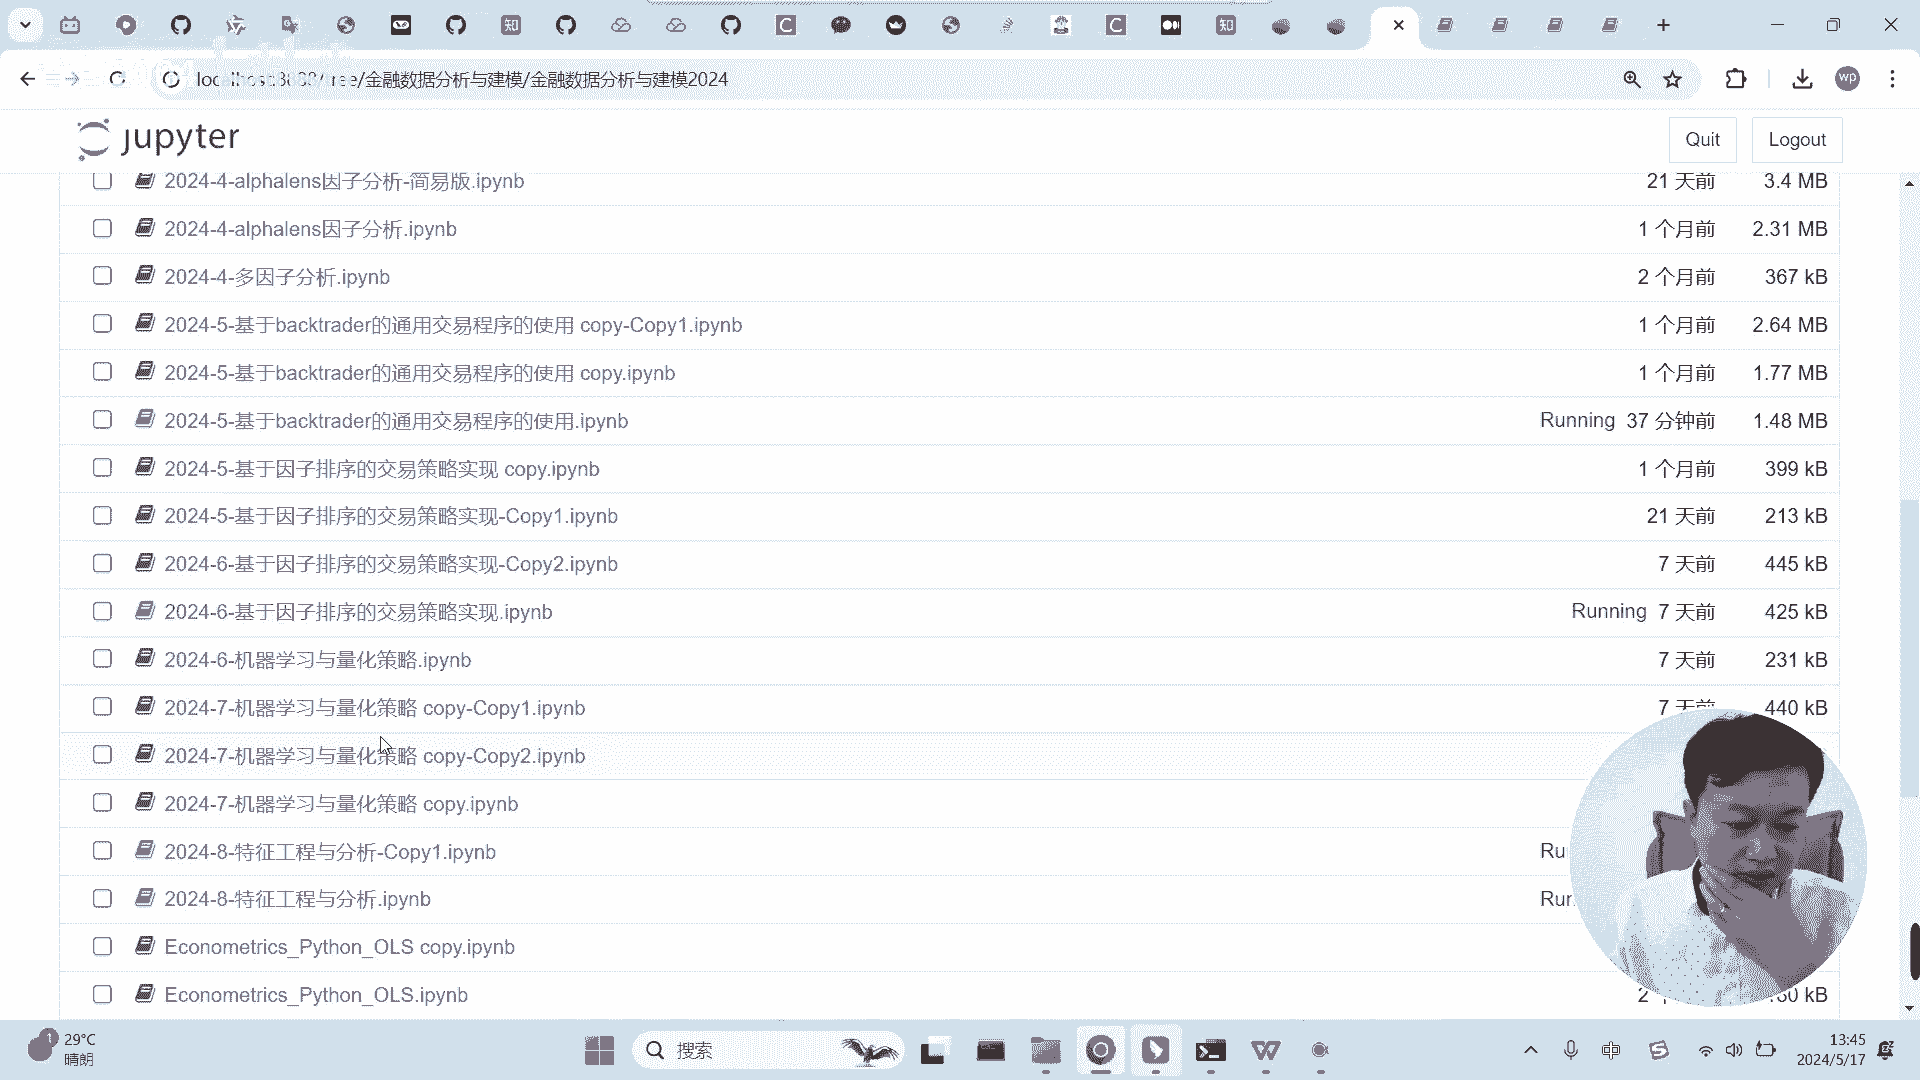 金融数据分析与建模/金融数据分析与建模2024
wp
jupyter
Quit
Logout
2024-4-alphalens因子分析-简易版.ipynb 21 天前 3.4 MB
2024-4-alphalens因子分析.ipynb 1 个月前 2.31 MB
2024-4-多因子分析.ipynb 2 个月前 367 kB
2024-5-基于backtrader的通用交易程序的使用 copy-Copy1.ipynb 1 个月前 2.64 MB
2024-5-基于backtrader的通用交易程序的使用 copy.ipynb 1 个月前 1.77 MB
2024-5-基于backtrader的通用交易程序的使用.ipynb Running 37 分钟前 1.48 MB
2024-5-基于因子排序的交易策略实现 copy.ipynb 1 个月前 399 kB
2024-5-基于因子排序的交易策略实现-Copy1.ipynb 21 天前 213 kB
2024-6-基于因子排序的交易策略实现-Copy2.ipynb 7 天前 445 kB
2024-6-基于因子排序的交易策略实现.ipynb Running 7 天前 425 kB
2024-6-机器学习与量化策略.ipynb 7 天前 231 kB
2024-7-机器学习与量化策略 copy-Copy1.ipynb 7 天前 440 kB
2024-7-机器学习与量化策略 copy-Copy2.ipynb
2024-7-机器学习与量化策略 copy.ipynb
2024-8-特征工程与分析-Copy1.ipynb Ru
2024-8-特征工程与分析.ipynb Ru
Econometrics_Python_OLS copy.ipynb
Econometrics_Python_OLS.ipynb 2 kB
1
29°C
晴朗
搜索
中
13:45
2024/5/17